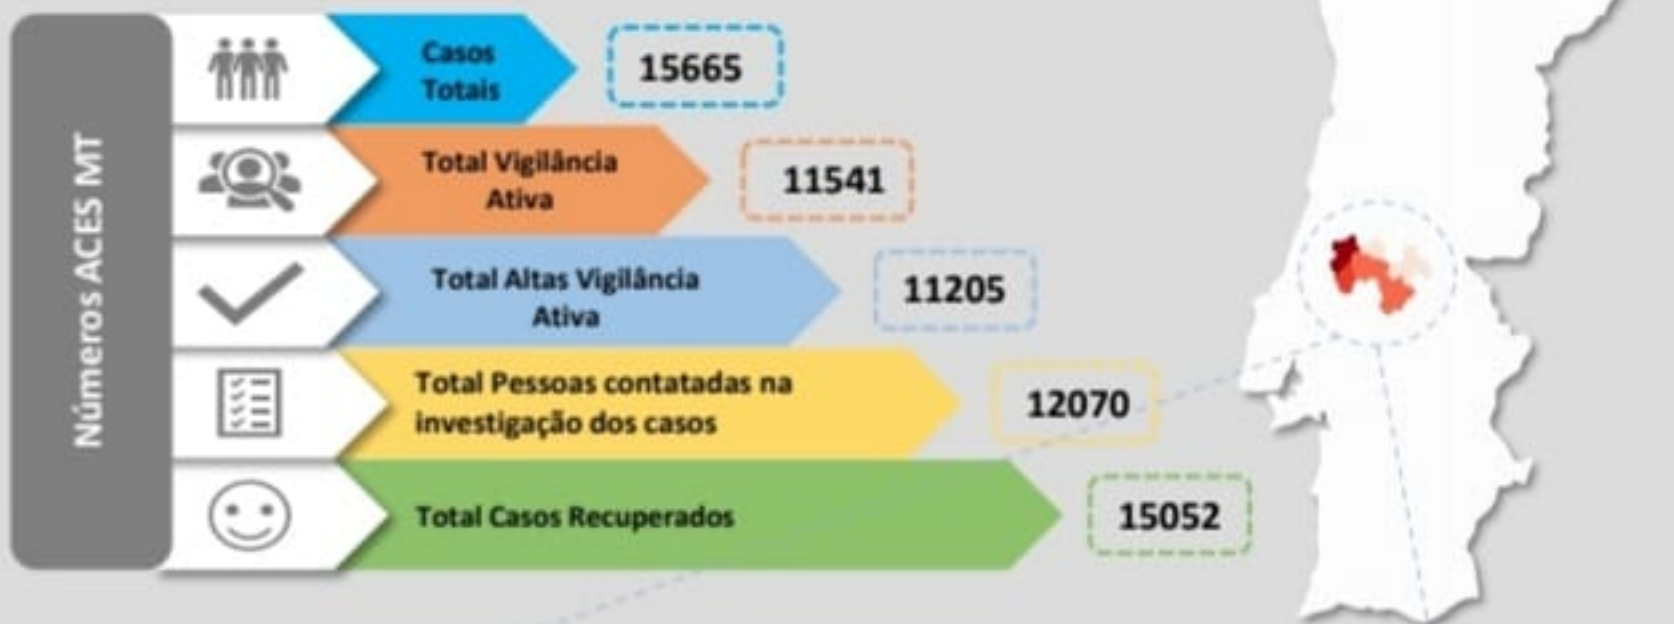 Números ACES MT
Casos
Totais
15665
Total Vigilância
Ativa
11541
Total Altas Vigilância
Ativa
11205
Total Pessoas contatadas na
investigação dos casos
12070
Total Casos Recuperados
15052